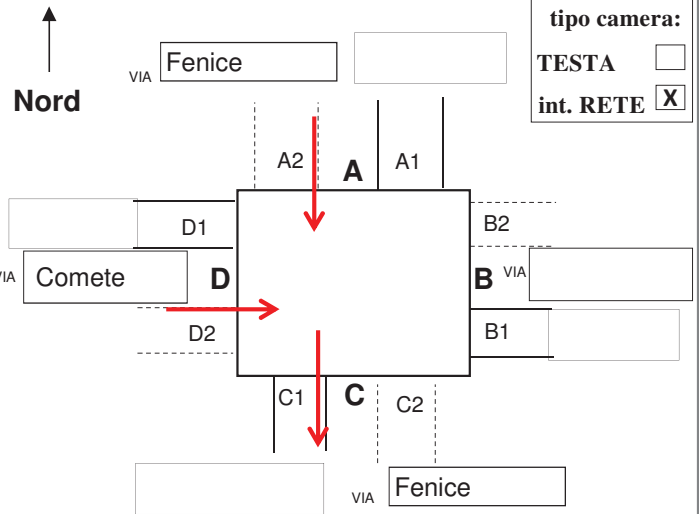 tipo camera:
VIA Fenice
TESTA
Nord
int. RETE X
A2 A A1
D1 B2
VIA Comete D B VIA
D2 B1
C1 C C2
VIA Fenice